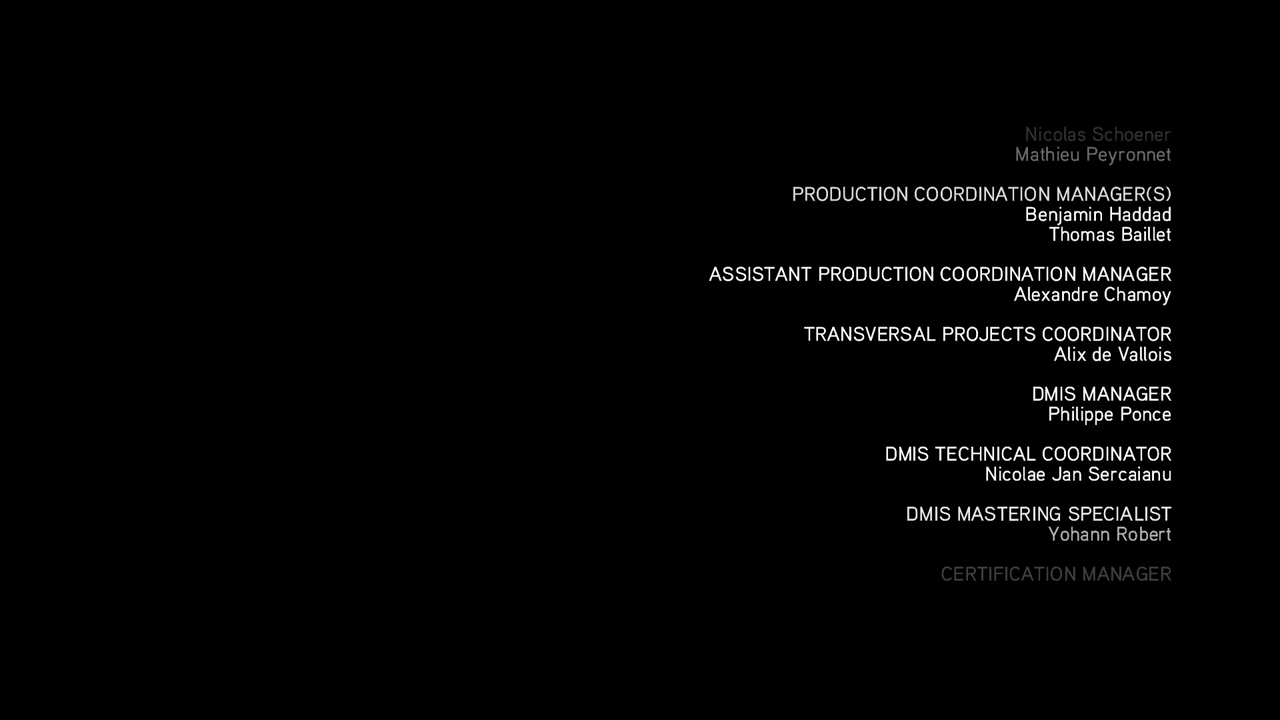 Nicolas Schoener
Mathieu Peyronnet
PRODUCTION COORDINATION MANAGER(S)
Benjamin Haddad
Thomas Baillet
ASSISTANT PRODUCTION COORDINATION MANAGER
Alexandre Chamoy
TRANSVERSAL PROJECTS COORDINATOR
Alix de Vallois
DMIS MANAGER
Philippe Ponce
DMIS TECHNICAL COORDINATOR
Nicolae Jan Sercaianu
DMIS MASTERING SPECIALIST
Yohann Robert
CERTIFICATION MANAGER